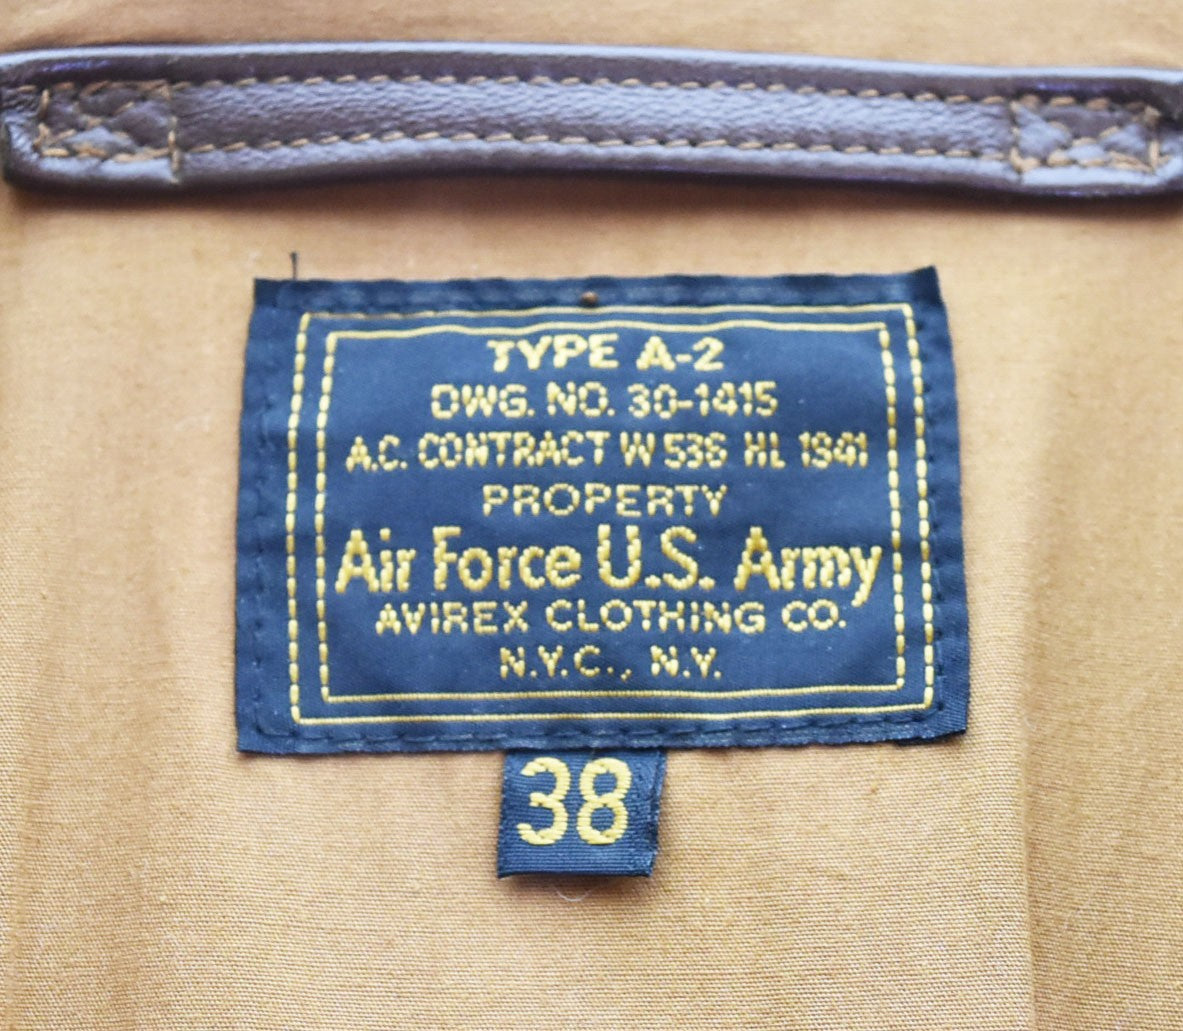 TYPE A-2
DWG. NO. 30-1415
A.C. CONTRACT W 536 HL 1941
PROPERTY
Air Force U.S. Army
AVIREX CLOTHING CO.
N.Y.C., N.Y.
38